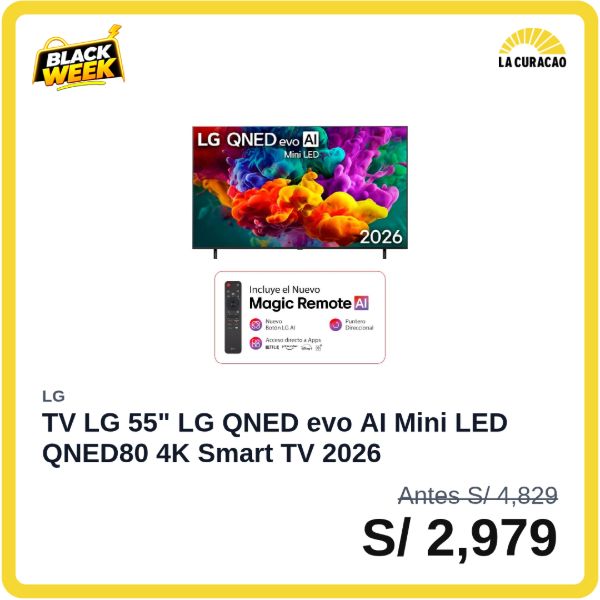 BLACK
WEEK
LA CURACAO
LG QNED evo AI
Mini LED
2026
Incluye el Nuevo
Magic Remote AI
Nuevo
Botón LG AI
Puntero
Direccional
Acceso directo a Apps
LG
TV LG 55" LG QNED evo AI Mini LED
QNED80 4K Smart TV 2026
Antes S/ 4,829
S/ 2,979